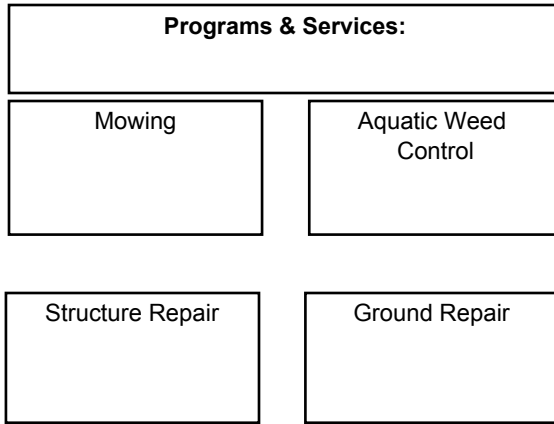 Programs & Services:
Mowing
Aquatic Weed
Control
Structure Repair
Ground Repair